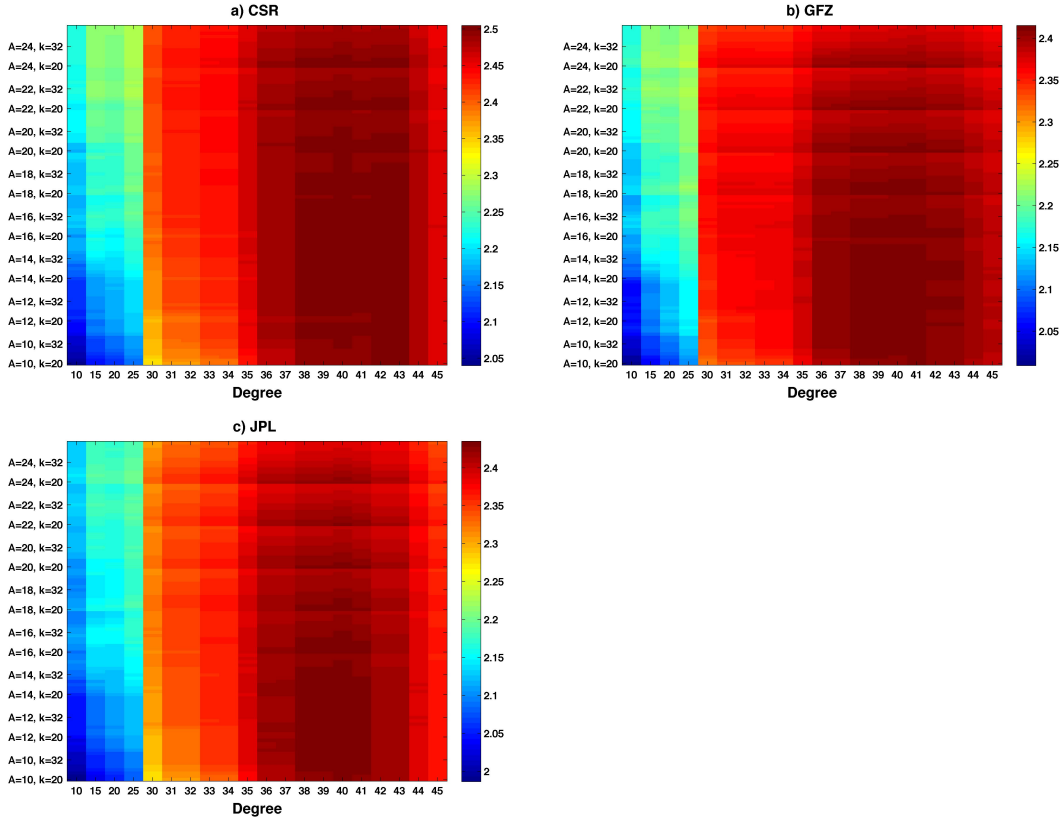 a) CSR
A=24, k=32
A=24, k=20
A=22, k=32
A=22, k=20
A=20, k=32
A=20, k=20
A=18, k=32
A=18, k=20
A=16, k=32
A=16, k=20
A=14, k=32
A=14, k=20
A=12, k=32
A=12, k=20
A=10, k=32
A=10, k=20
10 15 20 25 30 31 32 33 34 35 36 37 38 39 40 41 42 43 44 45
Degree
2.5
2.45
2.4
2.35
2.3
2.25
2.2
2.15
2.1
2.05
b) GFZ
A=24, k=32
A=24, k=20
A=22, k=32
A=22, k=20
A=20, k=32
A=20, k=20
A=18, k=32
A=18, k=20
A=16, k=32
A=16, k=20
A=14, k=32
A=14, k=20
A=12, k=32
A=12, k=20
A=10, k=32
A=10, k=20
10 15 20 25 30 31 32 33 34 35 36 37 38 39 40 41 42 43 44 45
Degree
2.4
2.35
2.3
2.25
2.2
2.15
2.1
2.05
c) JPL
A=24, k=32
A=24, k=20
A=22, k=32
A=22, k=20
A=20, k=32
A=20, k=20
A=18, k=32
A=18, k=20
A=16, k=32
A=16, k=20
A=14, k=32
A=14, k=20
A=12, k=32
A=12, k=20
A=10, k=32
A=10, k=20
10 15 20 25 30 31 32 33 34 35 36 37 38 39 40 41 42 43 44 45
Degree
2.4
2.35
2.3
2.25
2.2
2.15
2.1
2.05
2